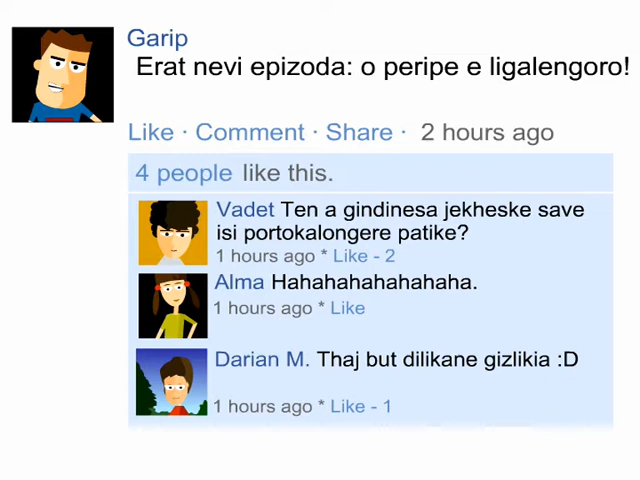 Garip
Erat nevi epizoda: o peripe e ligalengoro!
Like · Comment · Share · 2 hours ago
4 people like this.
Vadet Ten a gindinesa jekheske save
isi portokalongere patike?
1 hours ago * Like - 2
Alma Hahahahahahahaha.
1 hours ago * Like
Darian M. Thaj but dilikane gizlikia :D
1 hours ago * Like - 1